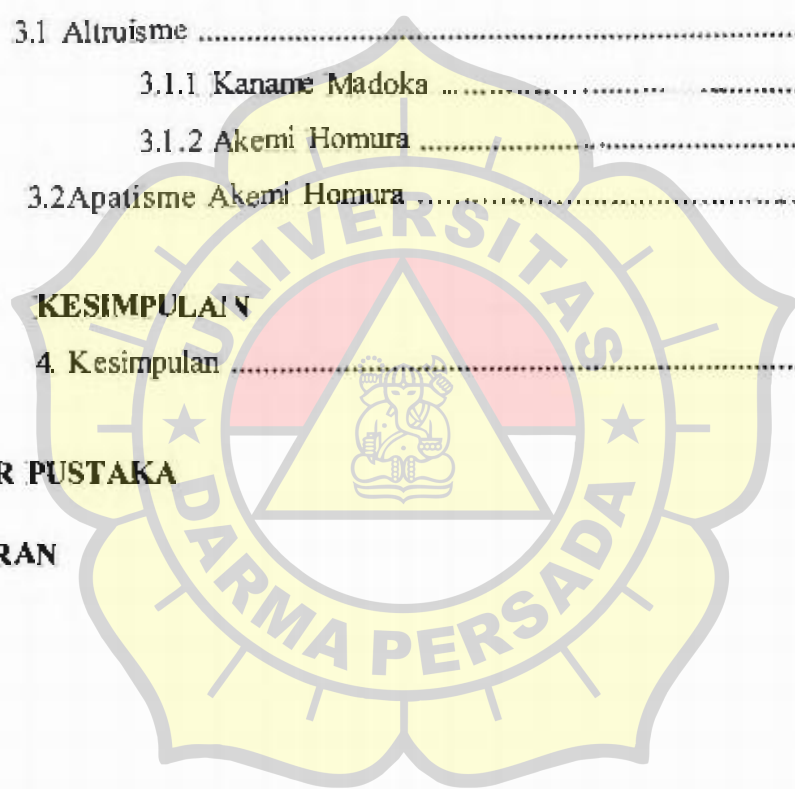 3.1 Altruisme ........................................................
3.1.1 Kaname Madoka ........................................
3.1.2 Akemi Homura ........................................
3.2Apatisme Akemi Homura ........................................
KESIMPULAN
4. Kesimpulan ........................................................
R PUSTAKA
RAN
UNIVERSITAS
DARMA PERSADA